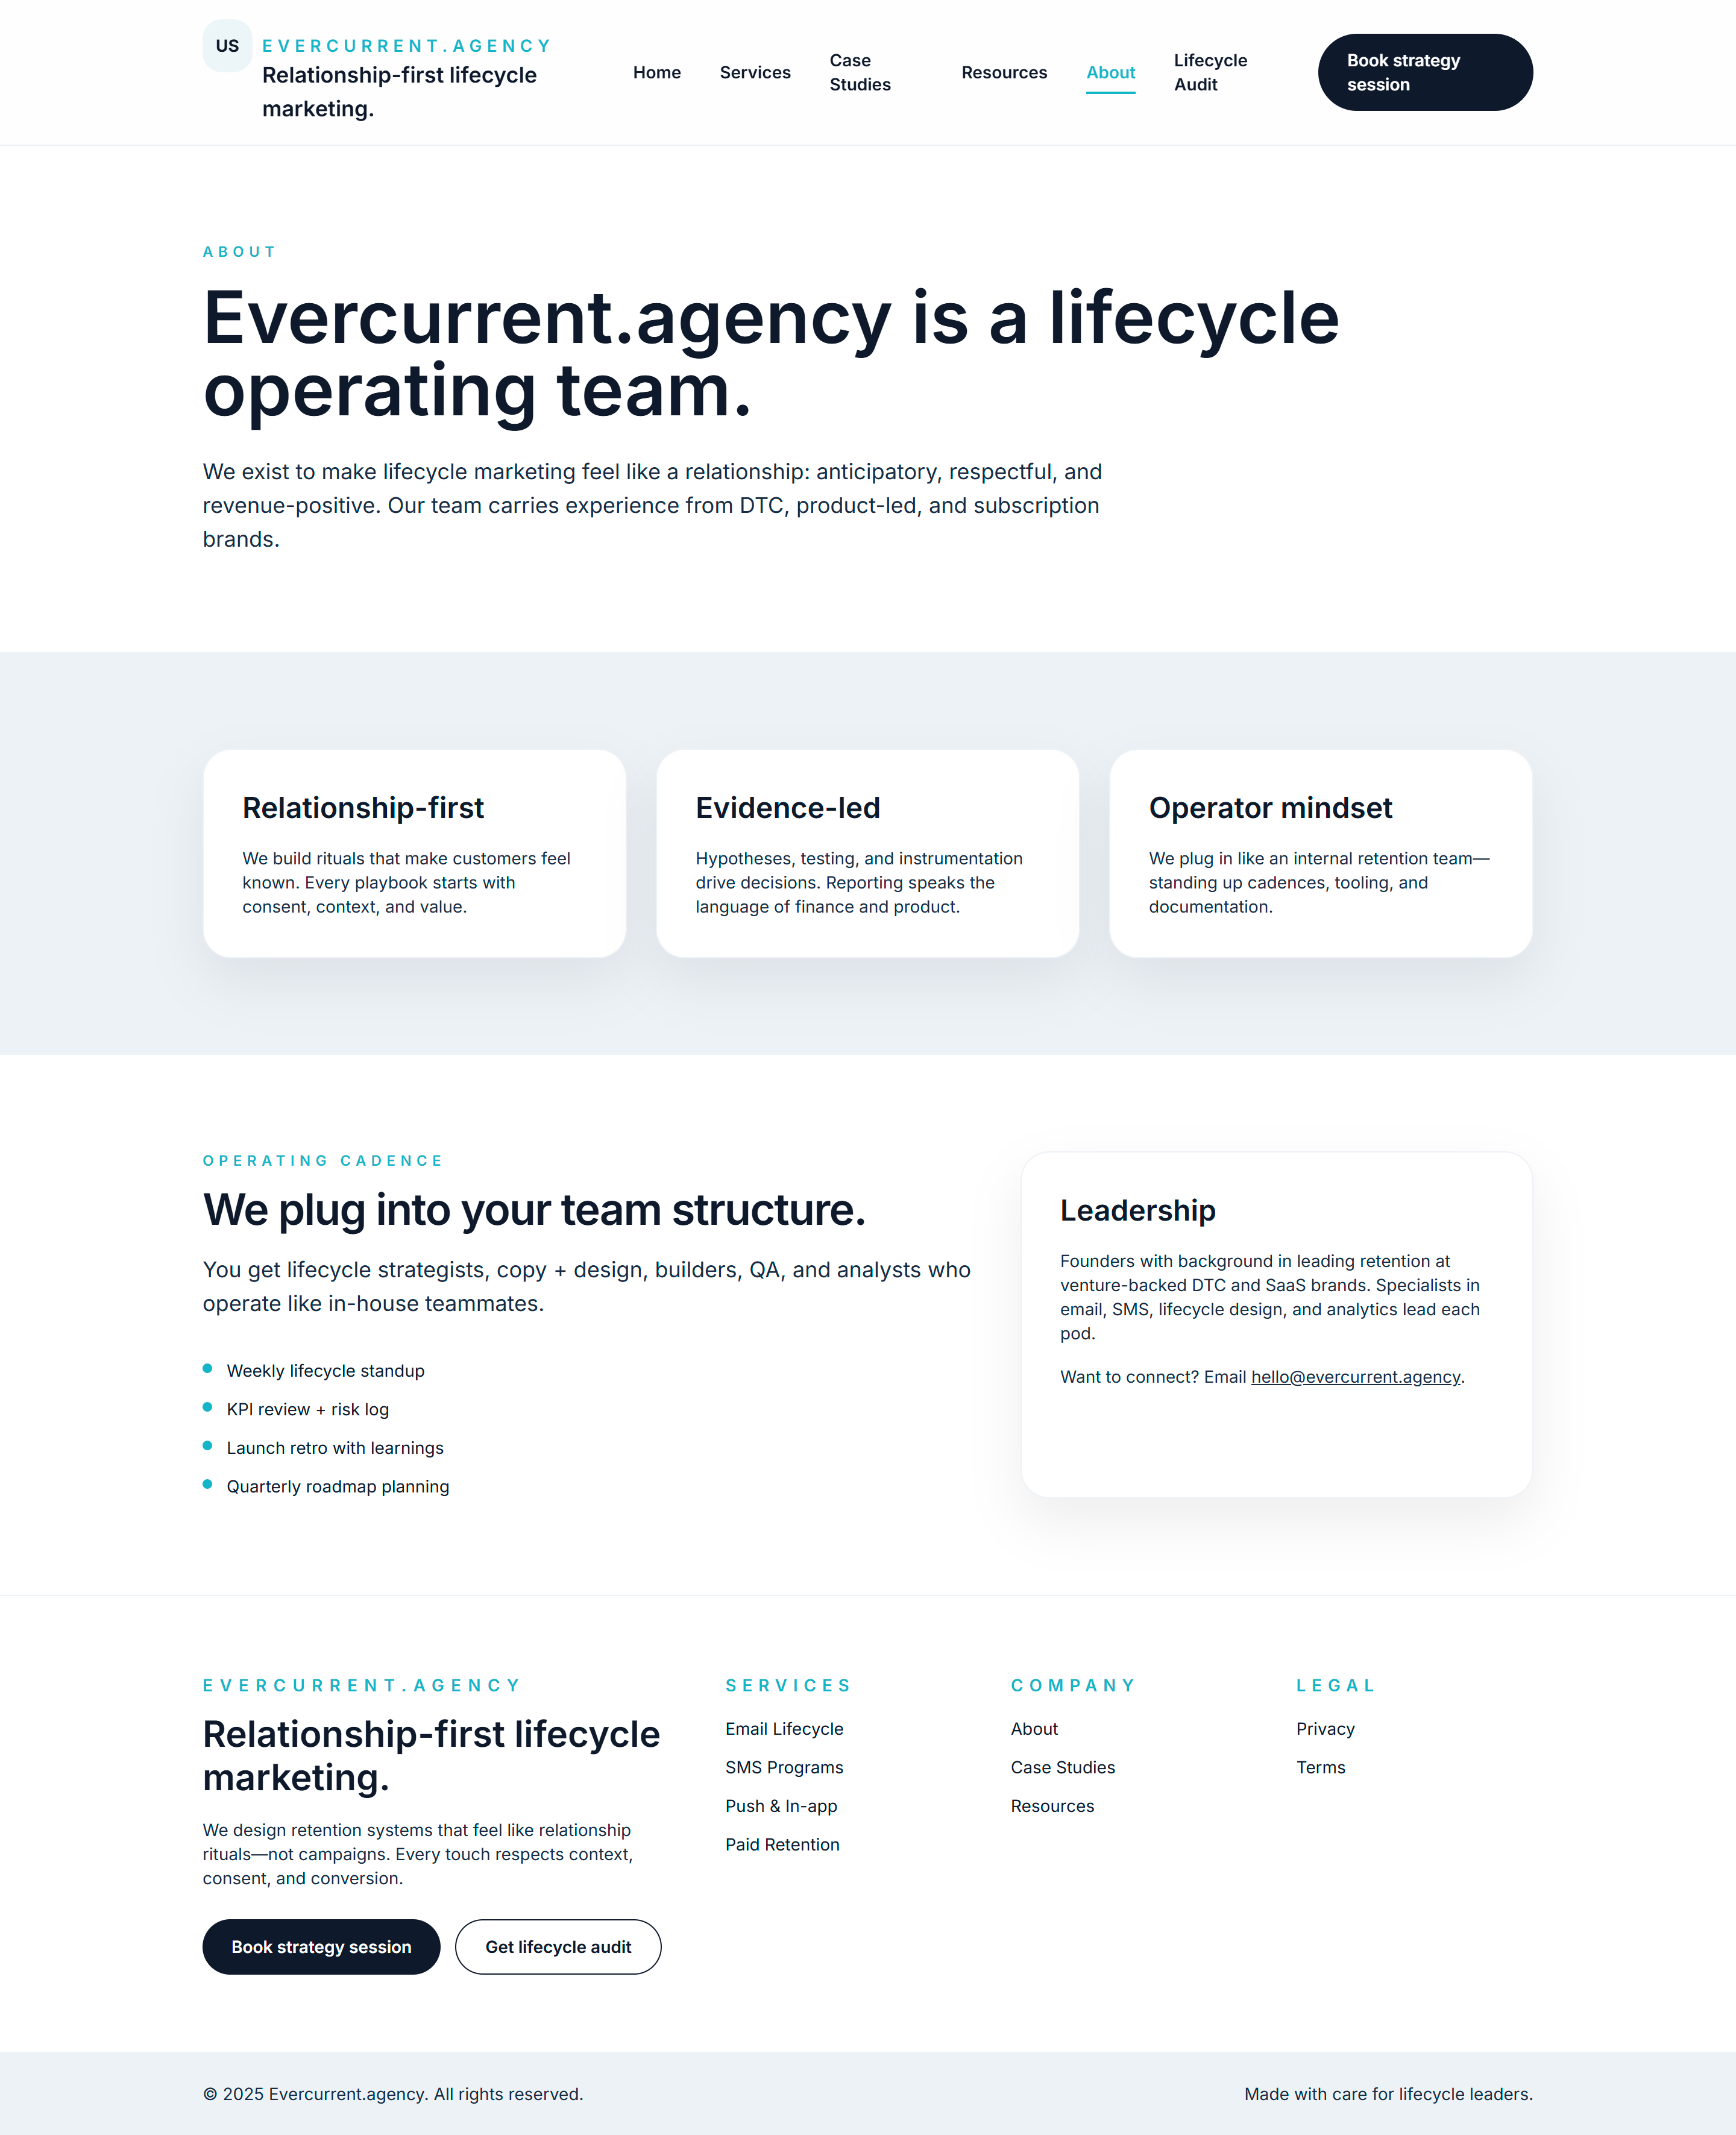 US
EVERCURRENT.AGENCY
Relationship-first lifecycle
marketing.
Home
Services
Case
Studies
Resources
About
Lifecycle
Audit
Book strategy
session
ABOUT
Evercurrent.agency is a lifecycle
operating team.
We exist to make lifecycle marketing feel like a relationship: anticipatory, respectful, and
revenue-positive. Our team carries experience from DTC, product-led, and subscription
brands.
Relationship-first
We build rituals that make customers feel
known. Every playbook starts with
consent, context, and value.
Evidence-led
Hypotheses, testing, and instrumentation
drive decisions. Reporting speaks the
language of finance and product.
Operator mindset
We plug in like an internal retention team—
standing up cadences, tooling, and
documentation.
OPERATING CADENCE
We plug into your team structure.
You get lifecycle strategists, copy + design, builders, QA, and analysts who
operate like in-house teammates.
Weekly lifecycle standup
KPI review + risk log
Launch retro with learnings
Quarterly roadmap planning
Leadership
Founders with background in leading retention at
venture-backed DTC and SaaS brands. Specialists in
email, SMS, lifecycle design, and analytics lead each
pod.
Want to connect? Email hello@evercurrent.agency.
EVERCURRENT.AGENCY
Relationship-first lifecycle
marketing.
We design retention systems that feel like relationship
rituals—not campaigns. Every touch respects context,
consent, and conversion.
Book strategy session
Get lifecycle audit
SERVICES
Email Lifecycle
SMS Programs
Push & In-app
Paid Retention
COMPANY
About
Case Studies
Resources
LEGAL
Privacy
Terms
© 2025 Evercurrent.agency. All rights reserved.
Made with care for lifecycle leaders.